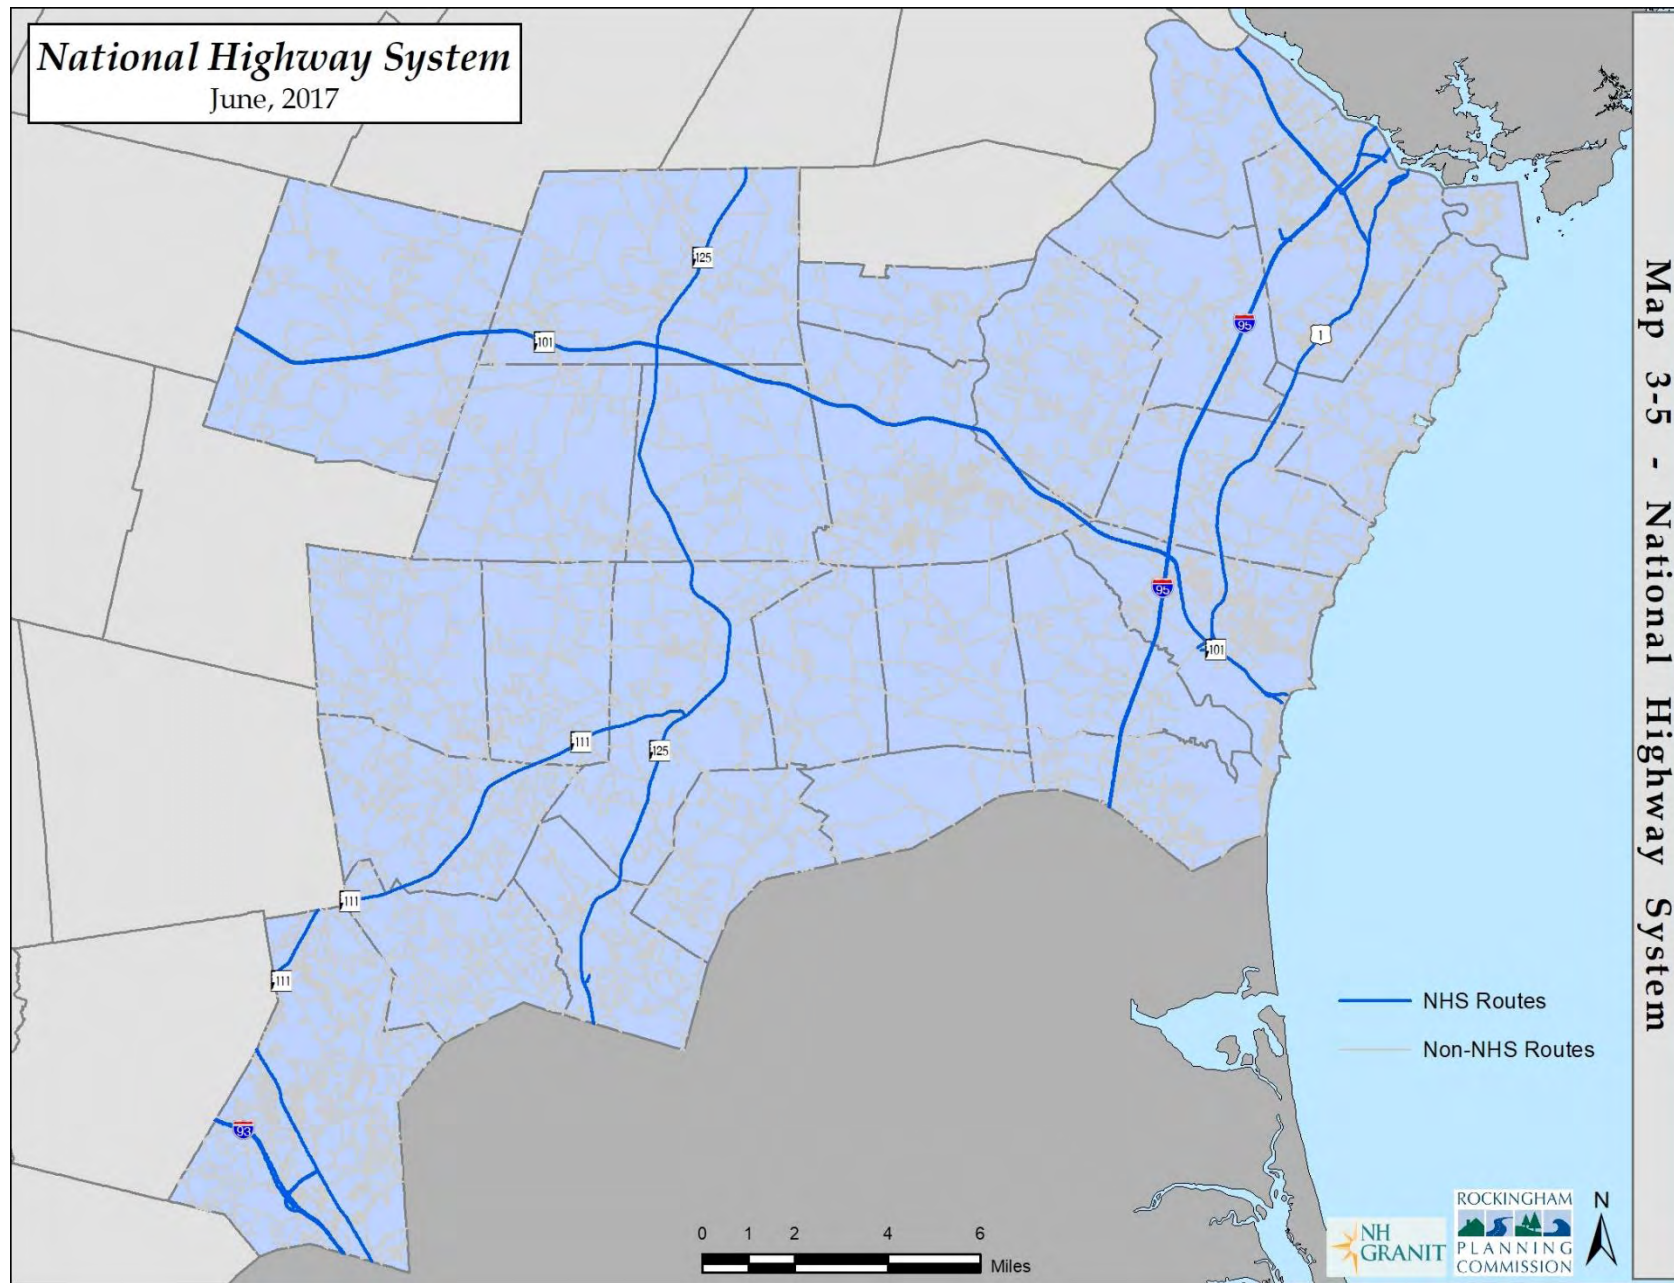 National Highway System
June, 2017
125
101
95
1
95
101
111
125
111
111
93
Map 3-5 - National Highway System
NHS Routes
Non-NHS Routes
0 1 2 4 6
Miles
NH
GRANIT
ROCKINGHAM
PLANNING
COMMISSION
N